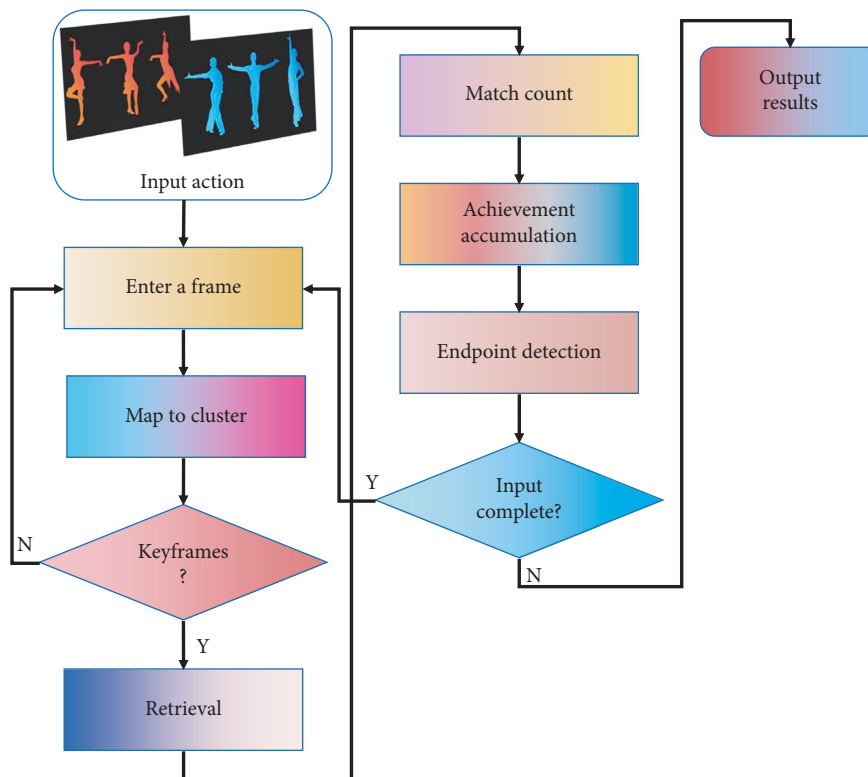 Input action
Enter a frame
Map to cluster
Keyframes
?
N
Y
Retrieval
Match count
Achievement
accumulation
Endpoint detection
Input
complete?
Y
N
Output
results